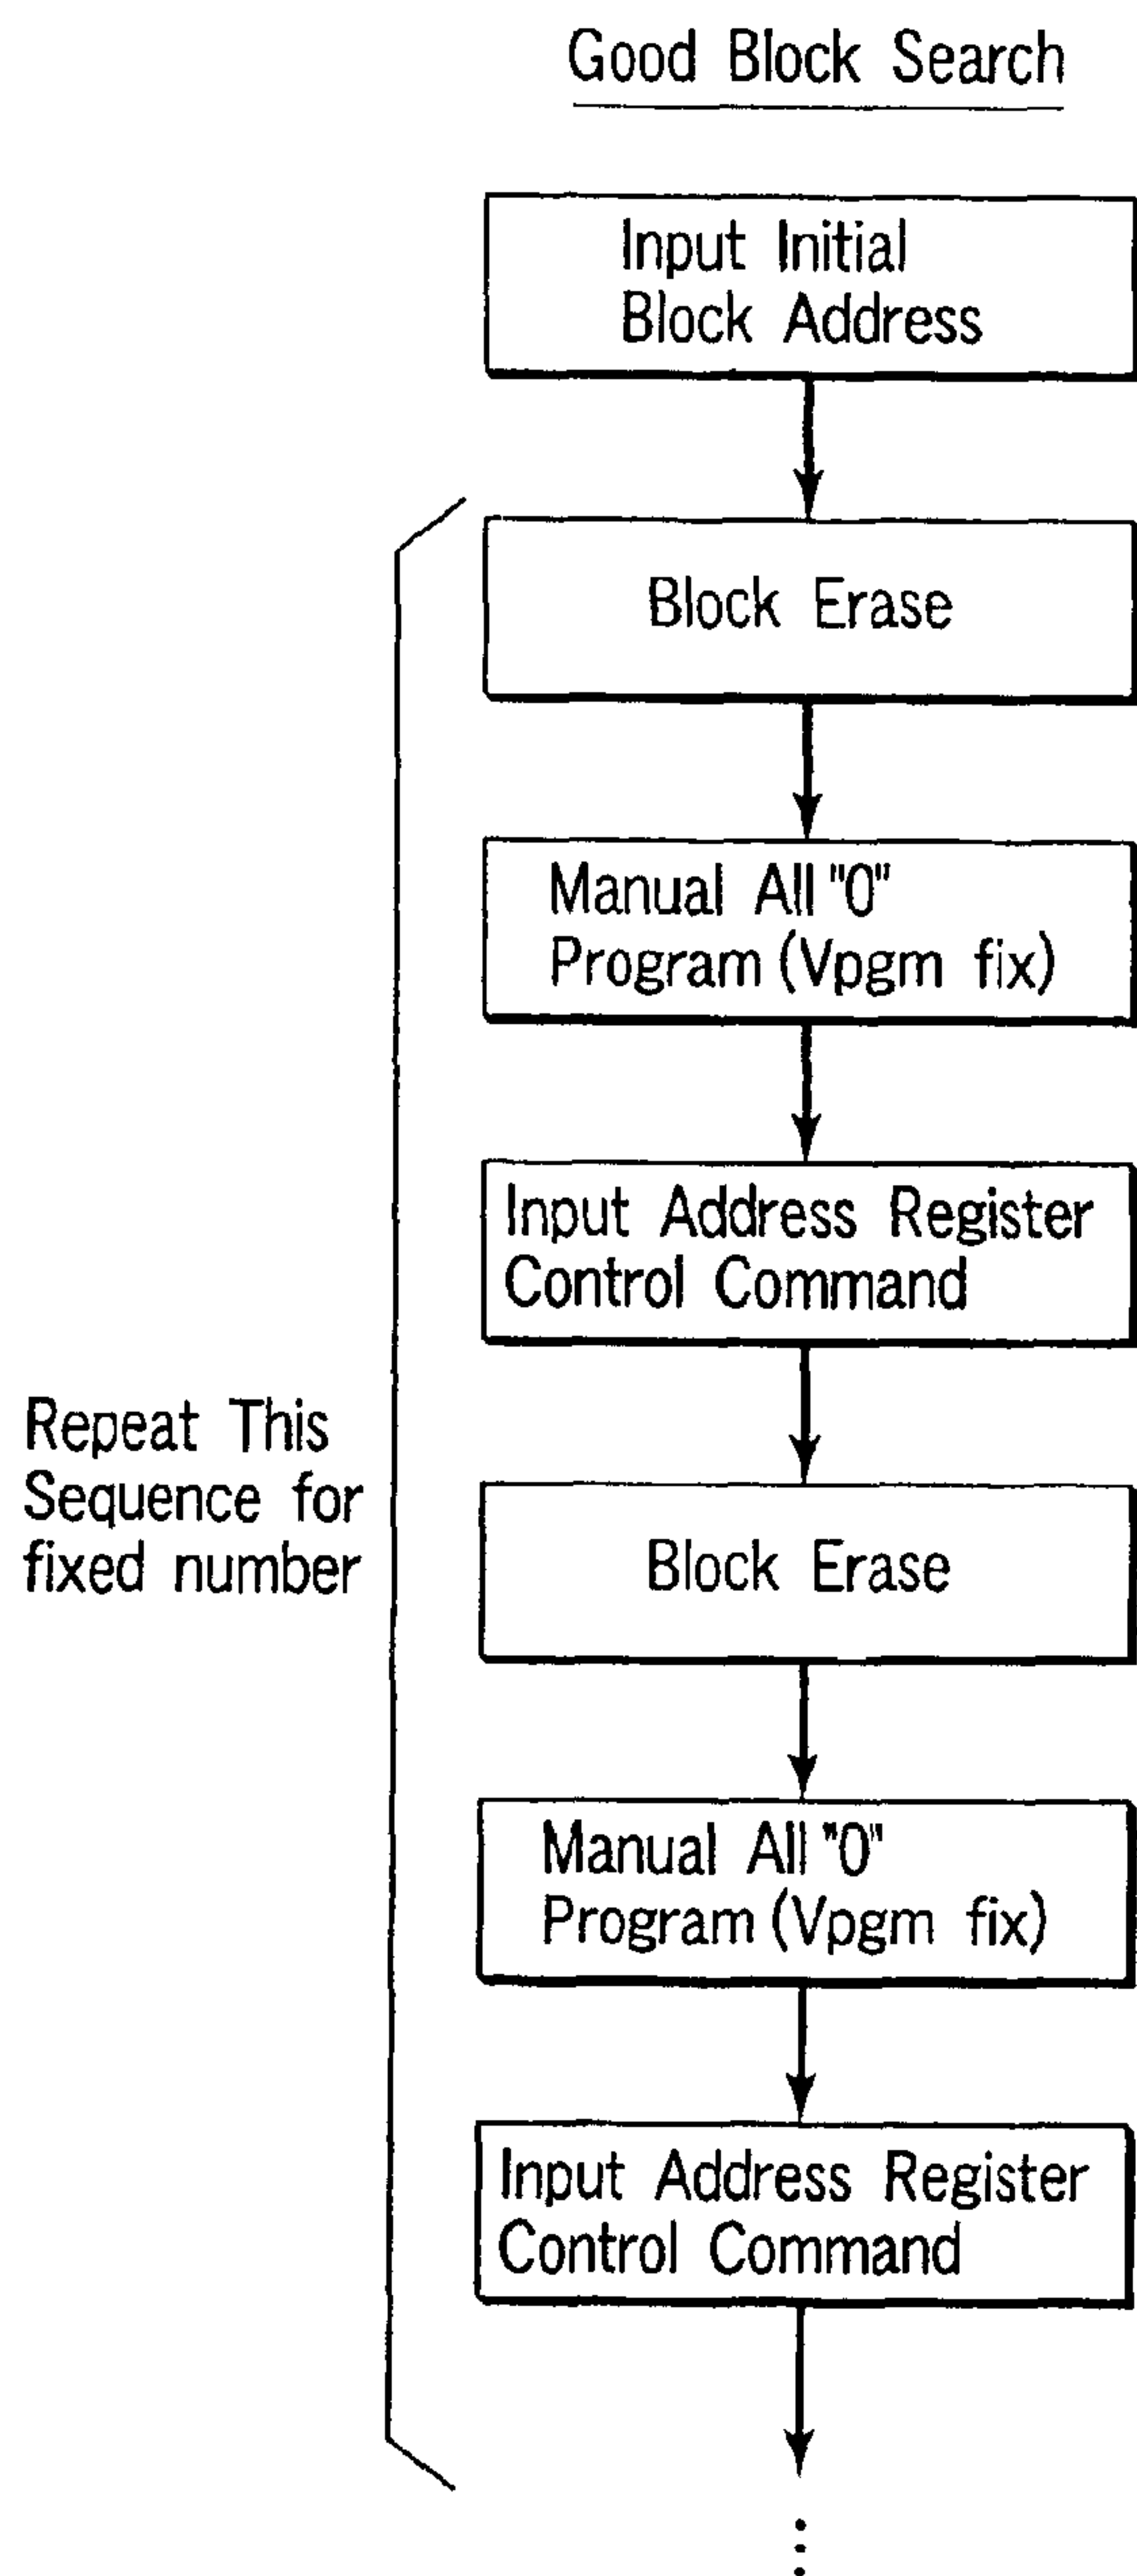 Good Block Search
Input Initial
Block Address
Block Erase
Manual All "0"
Program (Vpgm fix)
Input Address Register
Control Command
Repeat This
Sequence for
fixed number
Block Erase
Manual All "0"
Program (Vpgm fix)
Input Address Register
Control Command